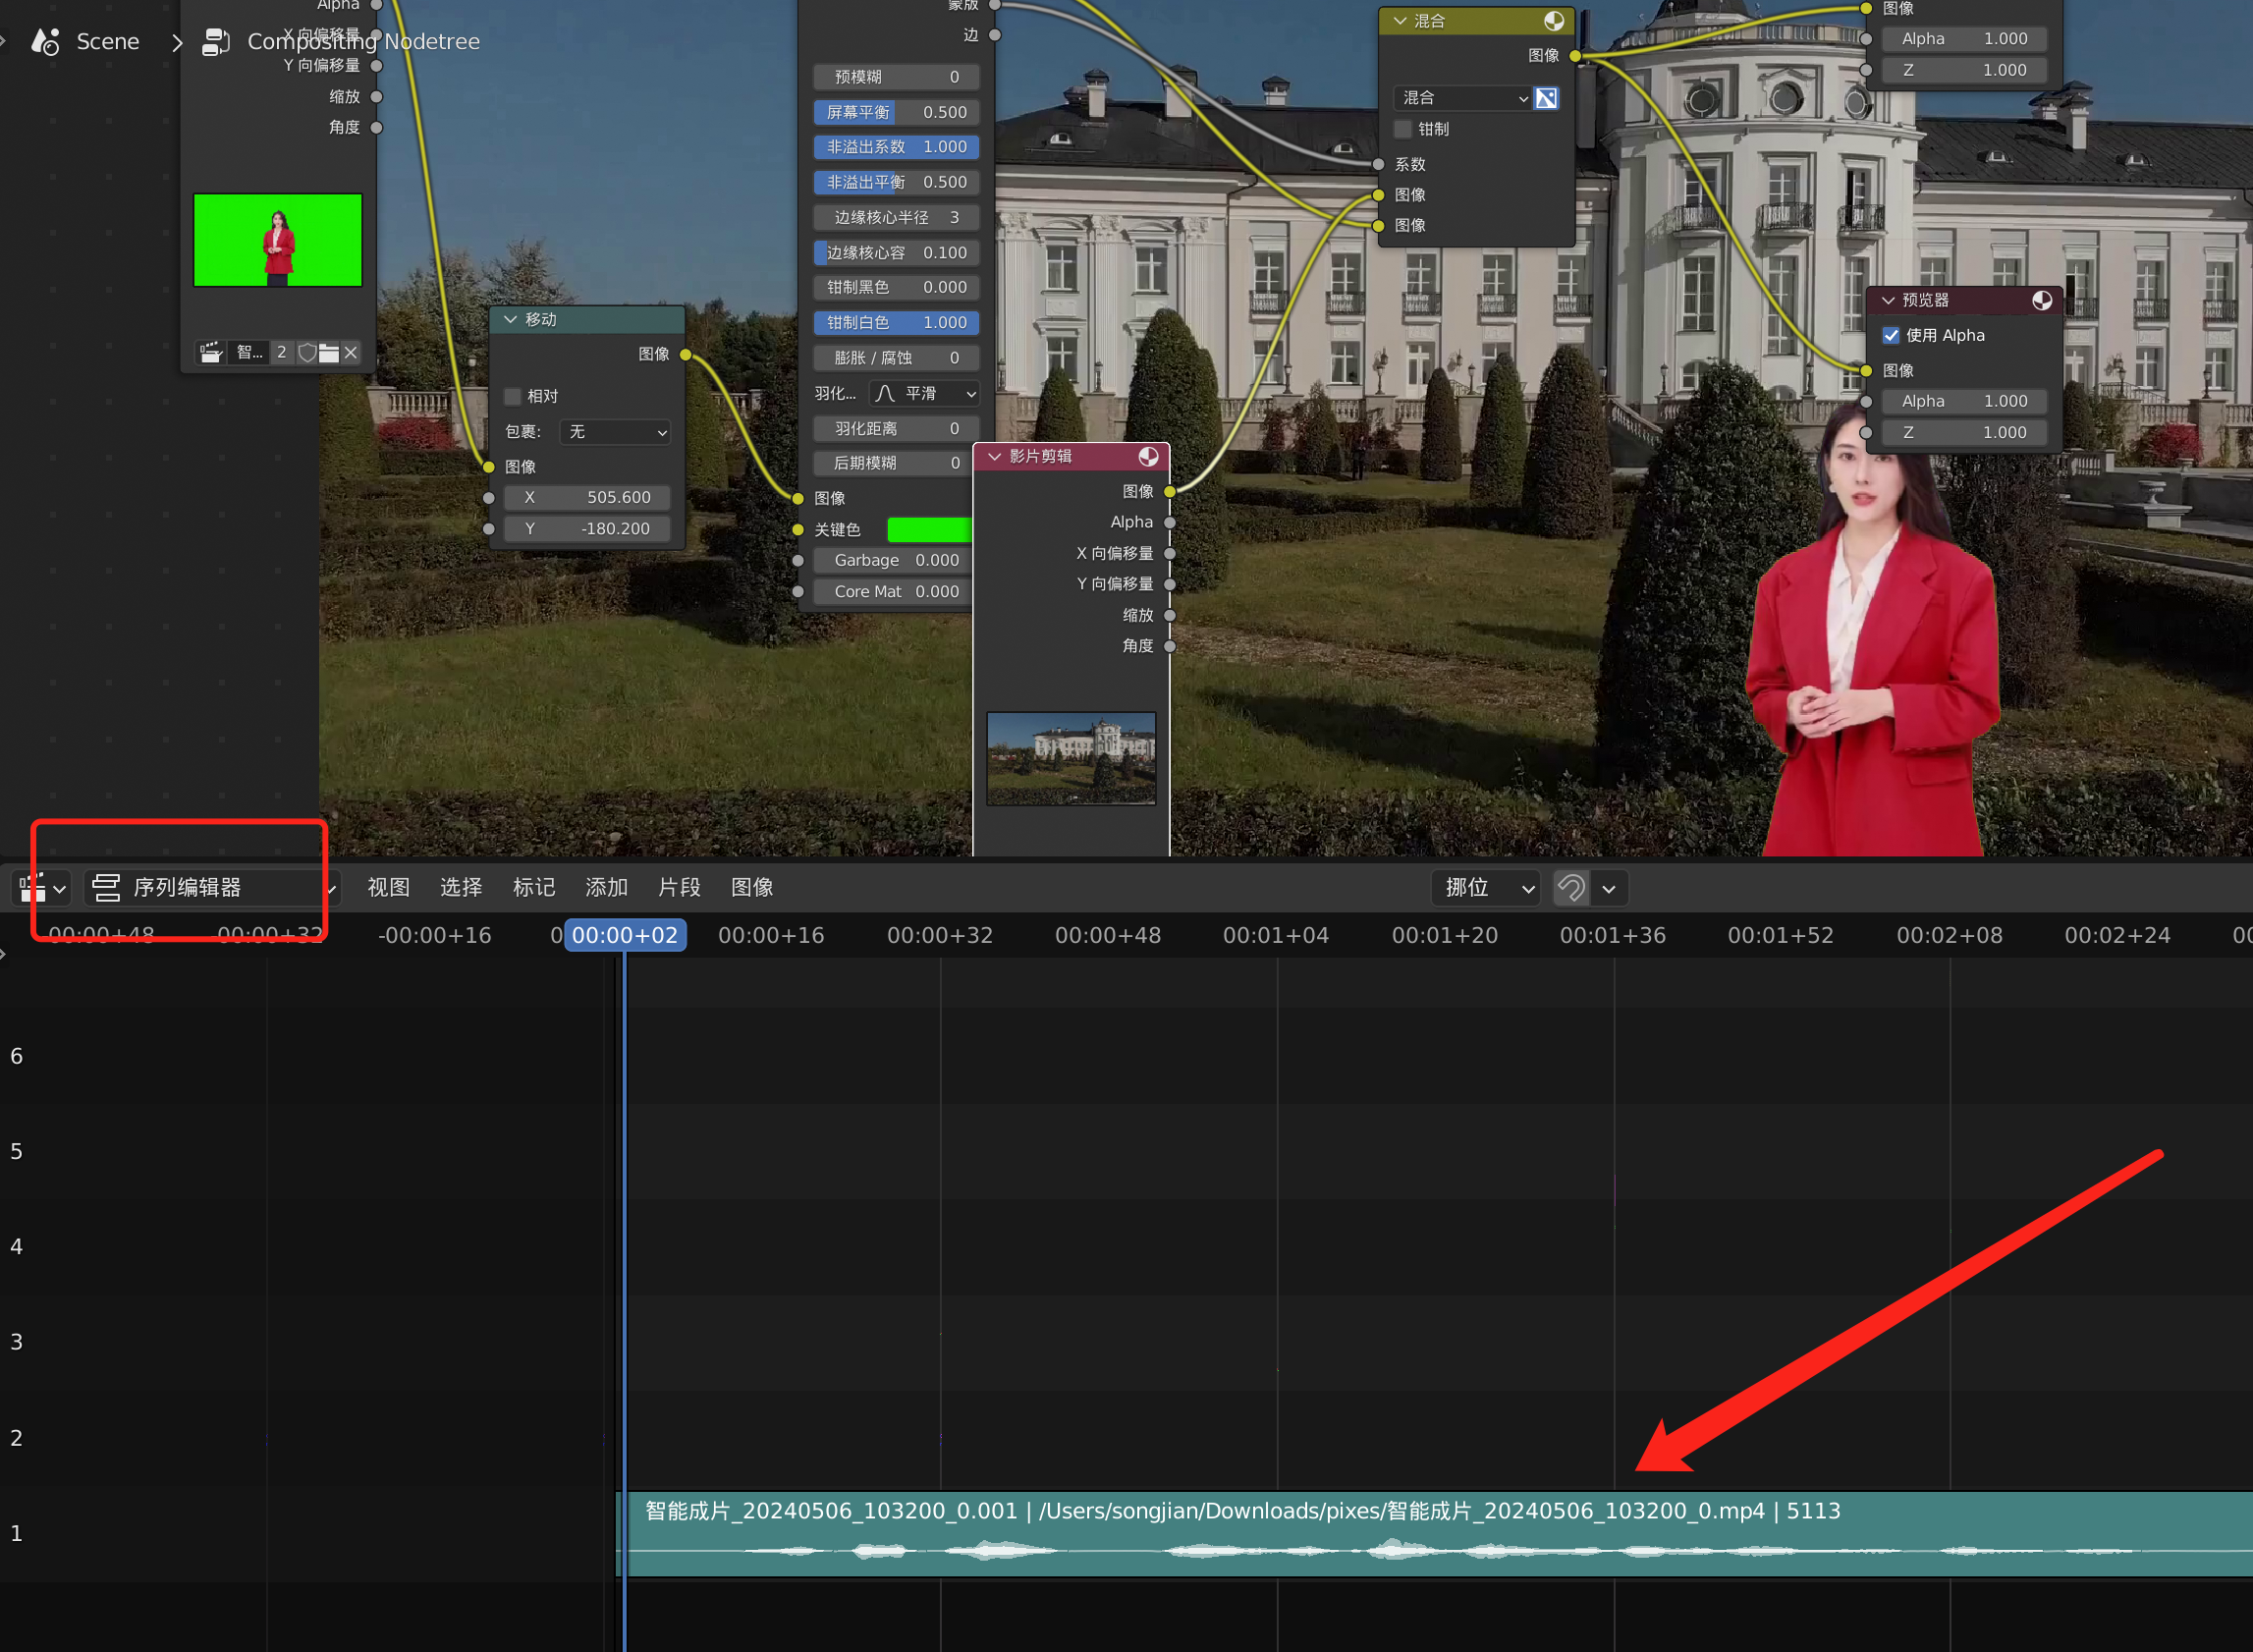 Scene > Compositing Nodetree
Alpha
X 向偏移量
Y 向偏移量
缩放
角度
智... 2
移动
图像
相对
包裹: 无
图像
X 505.600
Y -180.200
蒙版
边
预模糊 0
屏幕平衡 0.500
非溢出系数 1.000
非溢出平衡 0.500
边缘核心半径 3
边缘核心容 0.100
钳制黑色 0.000
钳制白色 1.000
膨胀 / 腐蚀 0
羽化... 平滑
羽化距离 0
后期模糊 0
图像
关键色
Garbage 0.000
Core Mat 0.000
影片剪辑
图像
Alpha
X 向偏移量
Y 向偏移量
缩放
角度
混合
图像
混合
钳制
系数
图像
图像
图像
Alpha 1.000
Z 1.000
预览器
使用 Alpha
图像
Alpha 1.000
Z 1.000
序列编辑器 视图 选择 标记 添加 片段 图像 挪位
00:00+48 00:00+32 -00:00+16 0 00:00+02 00:00+16 00:00+32 00:00+48 00:01+04 00:01+20 00:01+36 00:01+52 00:02+08 00:02+24 00
6
5
4
3
2
1
智能成片_20240506_103200_0.001 | /Users/songjian/Downloads/pixes/智能成片_20240506_103200_0.mp4 | 5113